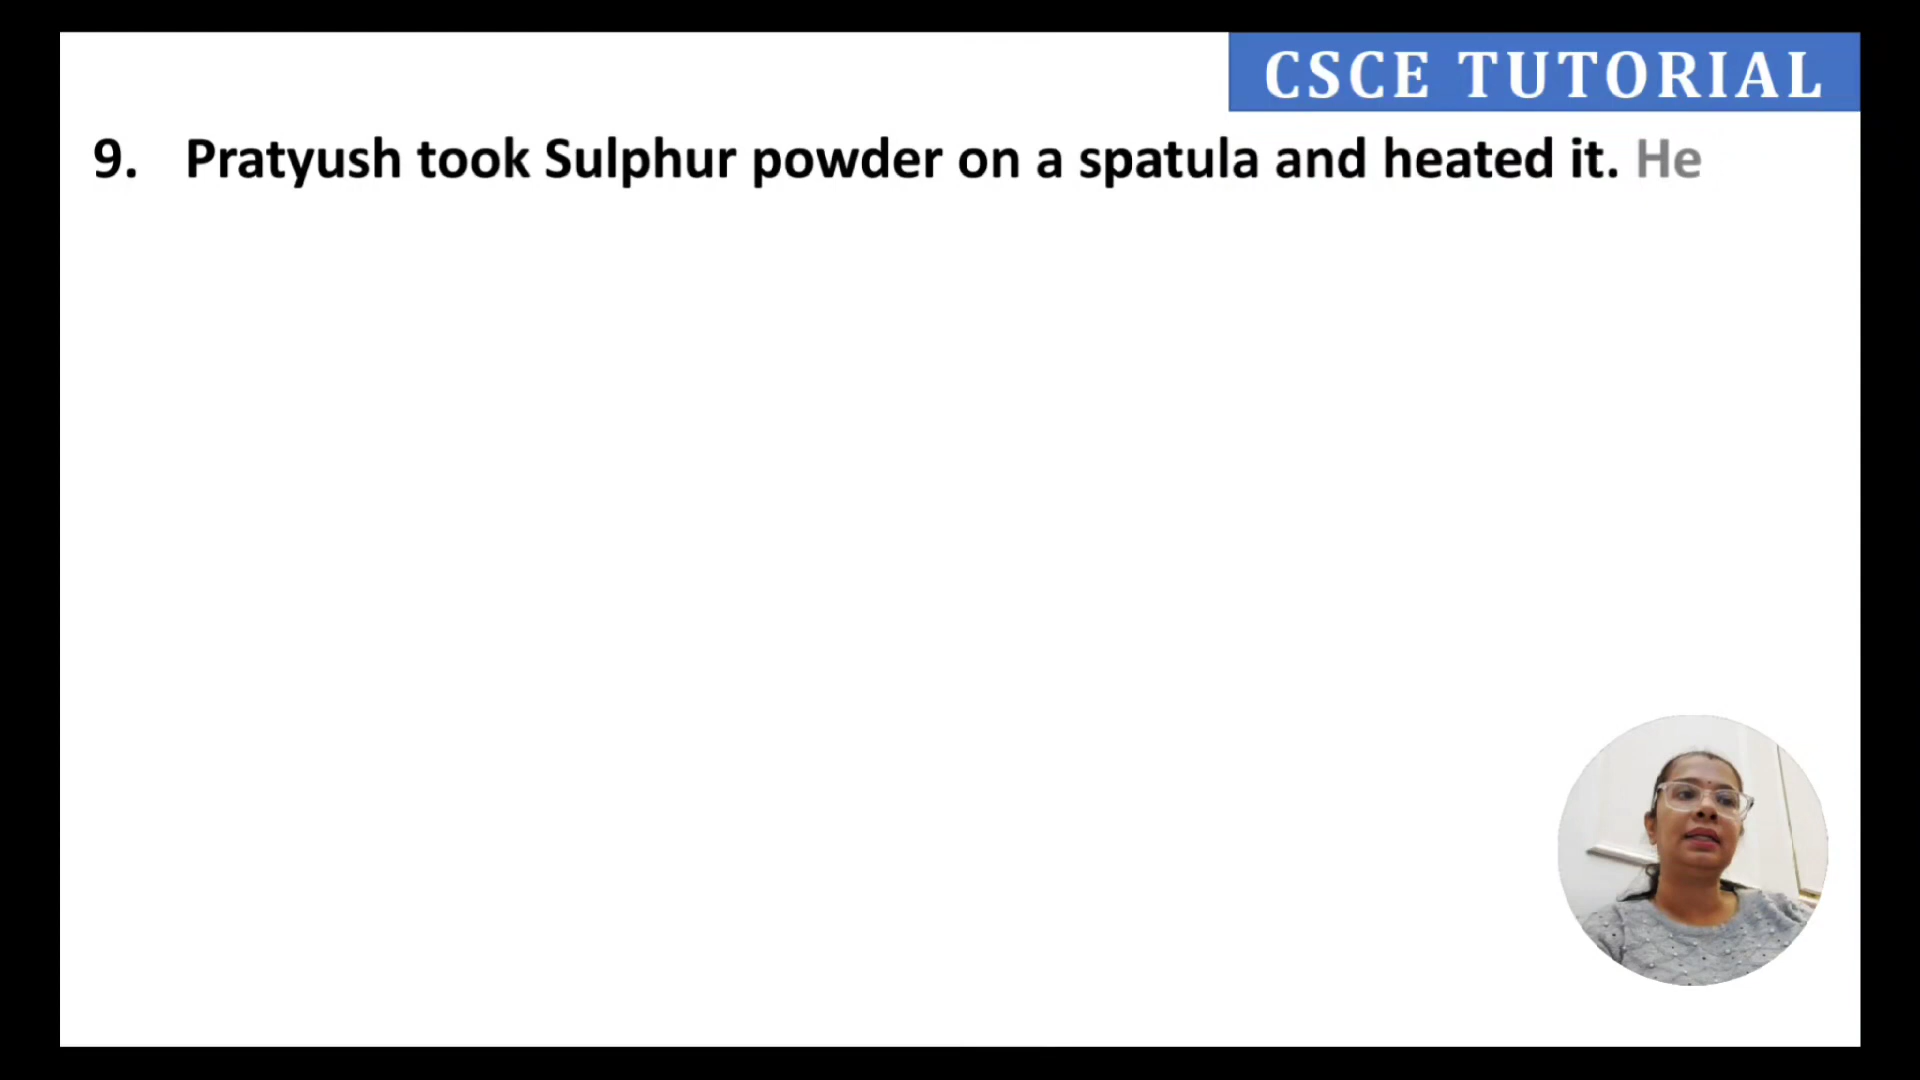 CSCE TUTORIAL
9. Pratyush took Sulphur powder on a spatula and heated it. He